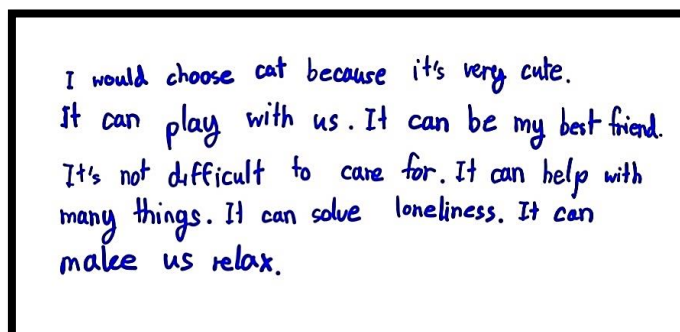 I would choose cat because it's very cute.
It can play with us. It can be my best friend.
It's not difficult to care for. It can help with
many things. It can solve loneliness. It can
make us relax.